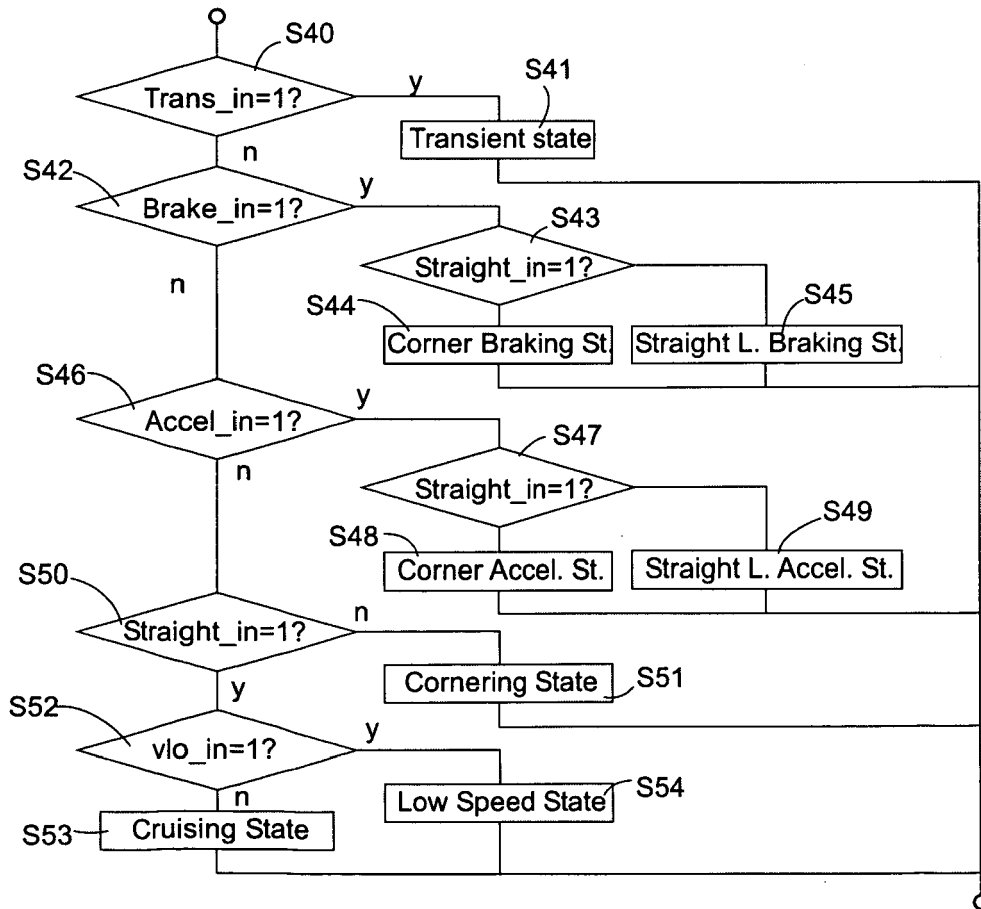 S40
Trans_in=1?
y
S41
Transient state
n
S42
Brake_in=1?
y
S43
Straight_in=1?
n
S44
Corner Braking St.
S45
Straight L. Braking St.
S46
Accel_in=1?
y
S47
Straight_in=1?
n
S48
Corner Accel. St.
S49
Straight L. Accel. St.
S50
Straight_in=1?
n
Cornering State
S51
y
S52
vlo_in=1?
y
Low Speed State
S54
n
S53
Cruising State